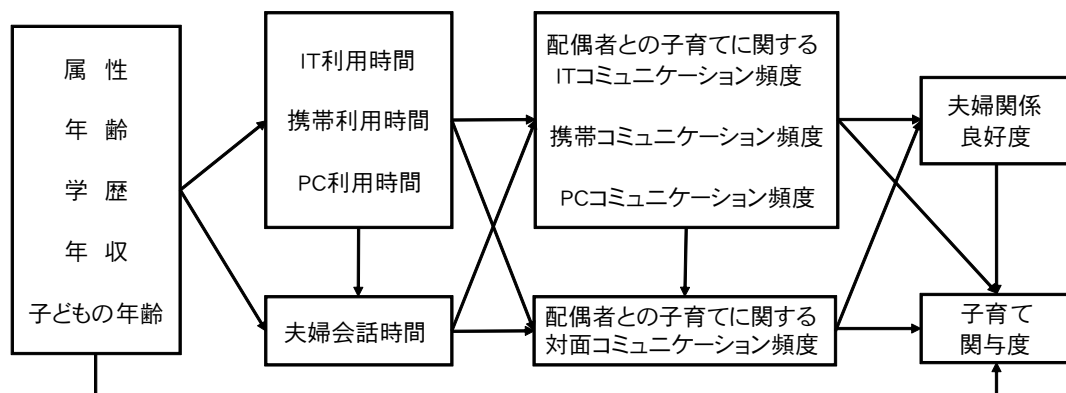 属 性
年 齢
学 歴
年 収
子どもの年齢
IT利用時間
携帯利用時間
PC利用時間
夫婦会話時間
配偶者との子育てに関する
ITコミュニケーション頻度
携帯コミュニケーション頻度
PCコミュニケーション頻度
配偶者との子育てに関する
対面コミュニケーション頻度
夫婦関係
良好度
子育て
関与度